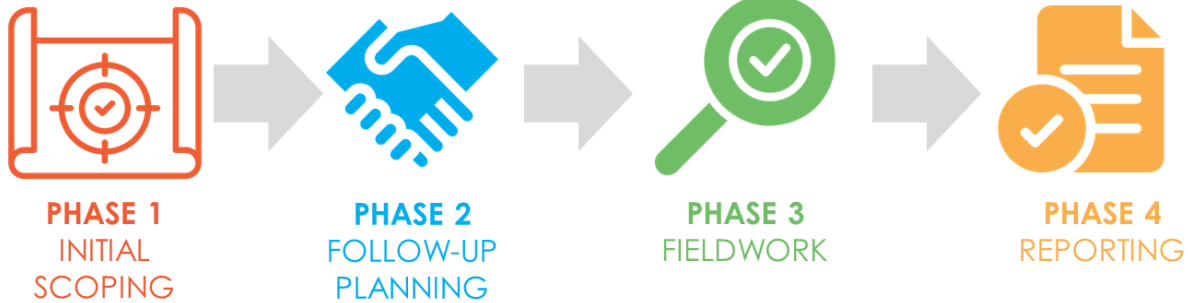 PHASE 1
INITIAL
SCOPING
PHASE 2
FOLLOW-UP
PLANNING
PHASE 3
FIELDWORK
PHASE 4
REPORTING